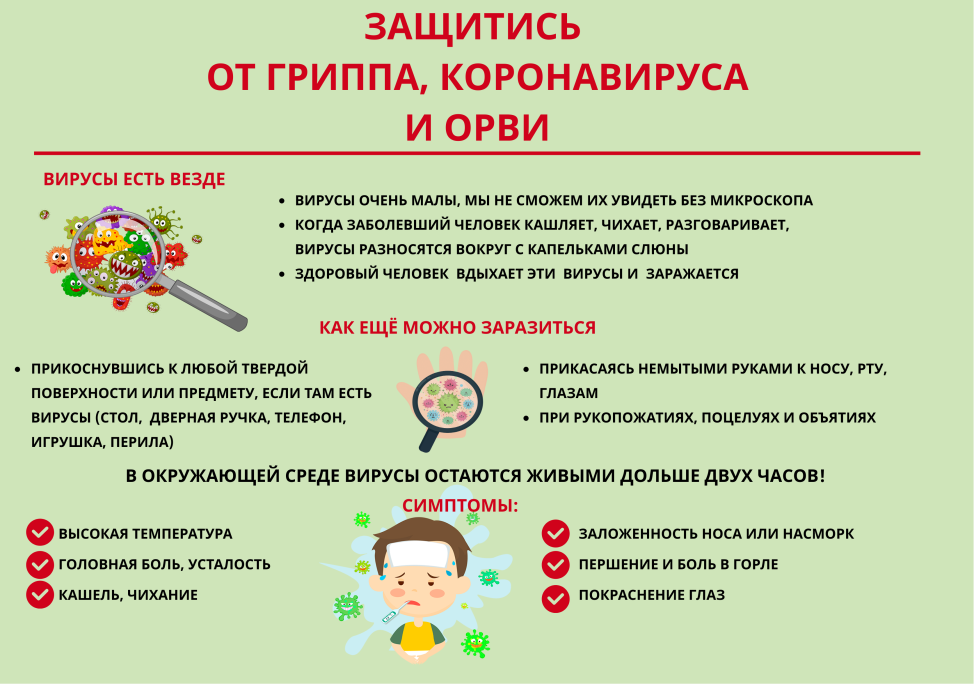 ЗАЩИТИСЬ
ОТ ГРИППА, КОРОНАВИРУСА
И ОРВИ
ВИРУСЫ ЕСТЬ ВЕЗДЕ
• ВИРУСЫ ОЧЕНЬ МАЛЫ, МЫ НЕ СМОЖЕМ ИХ УВИДЕТЬ БЕЗ МИКРОСКОПА
• КОГДА ЗАБОЛЕВШИЙ ЧЕЛОВЕК КАШЛЯЕТ, ЧИХАЕТ, РАЗГОВАРИВАЕТ,
ВИРУСЫ РАЗНОСЯТСЯ ВОКРУГ С КАПЕЛЬКАМИ СЛЮНЫ
• ЗДОРОВЫЙ ЧЕЛОВЕК ВДЫХАЕТ ЭТИ ВИРУСЫ И ЗАРАЖАЕТСЯ
КАК ЕЩЁ МОЖНО ЗАРАЗИТЬСЯ
• ПРИКОСНУВШИСЬ К ЛЮБОЙ ТВЕРДОЙ
ПОВЕРХНОСТИ ИЛИ ПРЕДМЕТУ, ЕСЛИ ТАМ ЕСТЬ
ВИРУСЫ (СТОЛ, ДВЕРНАЯ РУЧКА, ТЕЛЕФОН,
ИГРУШКА, ПЕРИЛА)
• ПРИКАСАЯСЬ НЕМЫТЫМИ РУКАМИ К НОСУ, РТУ,
ГЛАЗАМ
• ПРИ РУКОПОЖАТИЯХ, ПОЦЕЛУЯХ И ОБЪЯТИЯХ
В ОКРУЖАЮЩЕЙ СРЕДЕ ВИРУСЫ ОСТАЮТСЯ ЖИВЫМИ ДОЛЬШЕ ДВУХ ЧАСОВ!
СИМПТОМЫ:
ВЫСОКАЯ ТЕМПЕРАТУРА
ГОЛОВНАЯ БОЛЬ, УСТАЛОСТЬ
КАШЕЛЬ, ЧИХАНИЕ
ЗАЛОЖЕННОСТЬ НОСА ИЛИ НАСМОРК
ПЕРШЕНИЕ И БОЛЬ В ГОРЛЕ
ПОКРАСНЕНИЕ ГЛАЗ